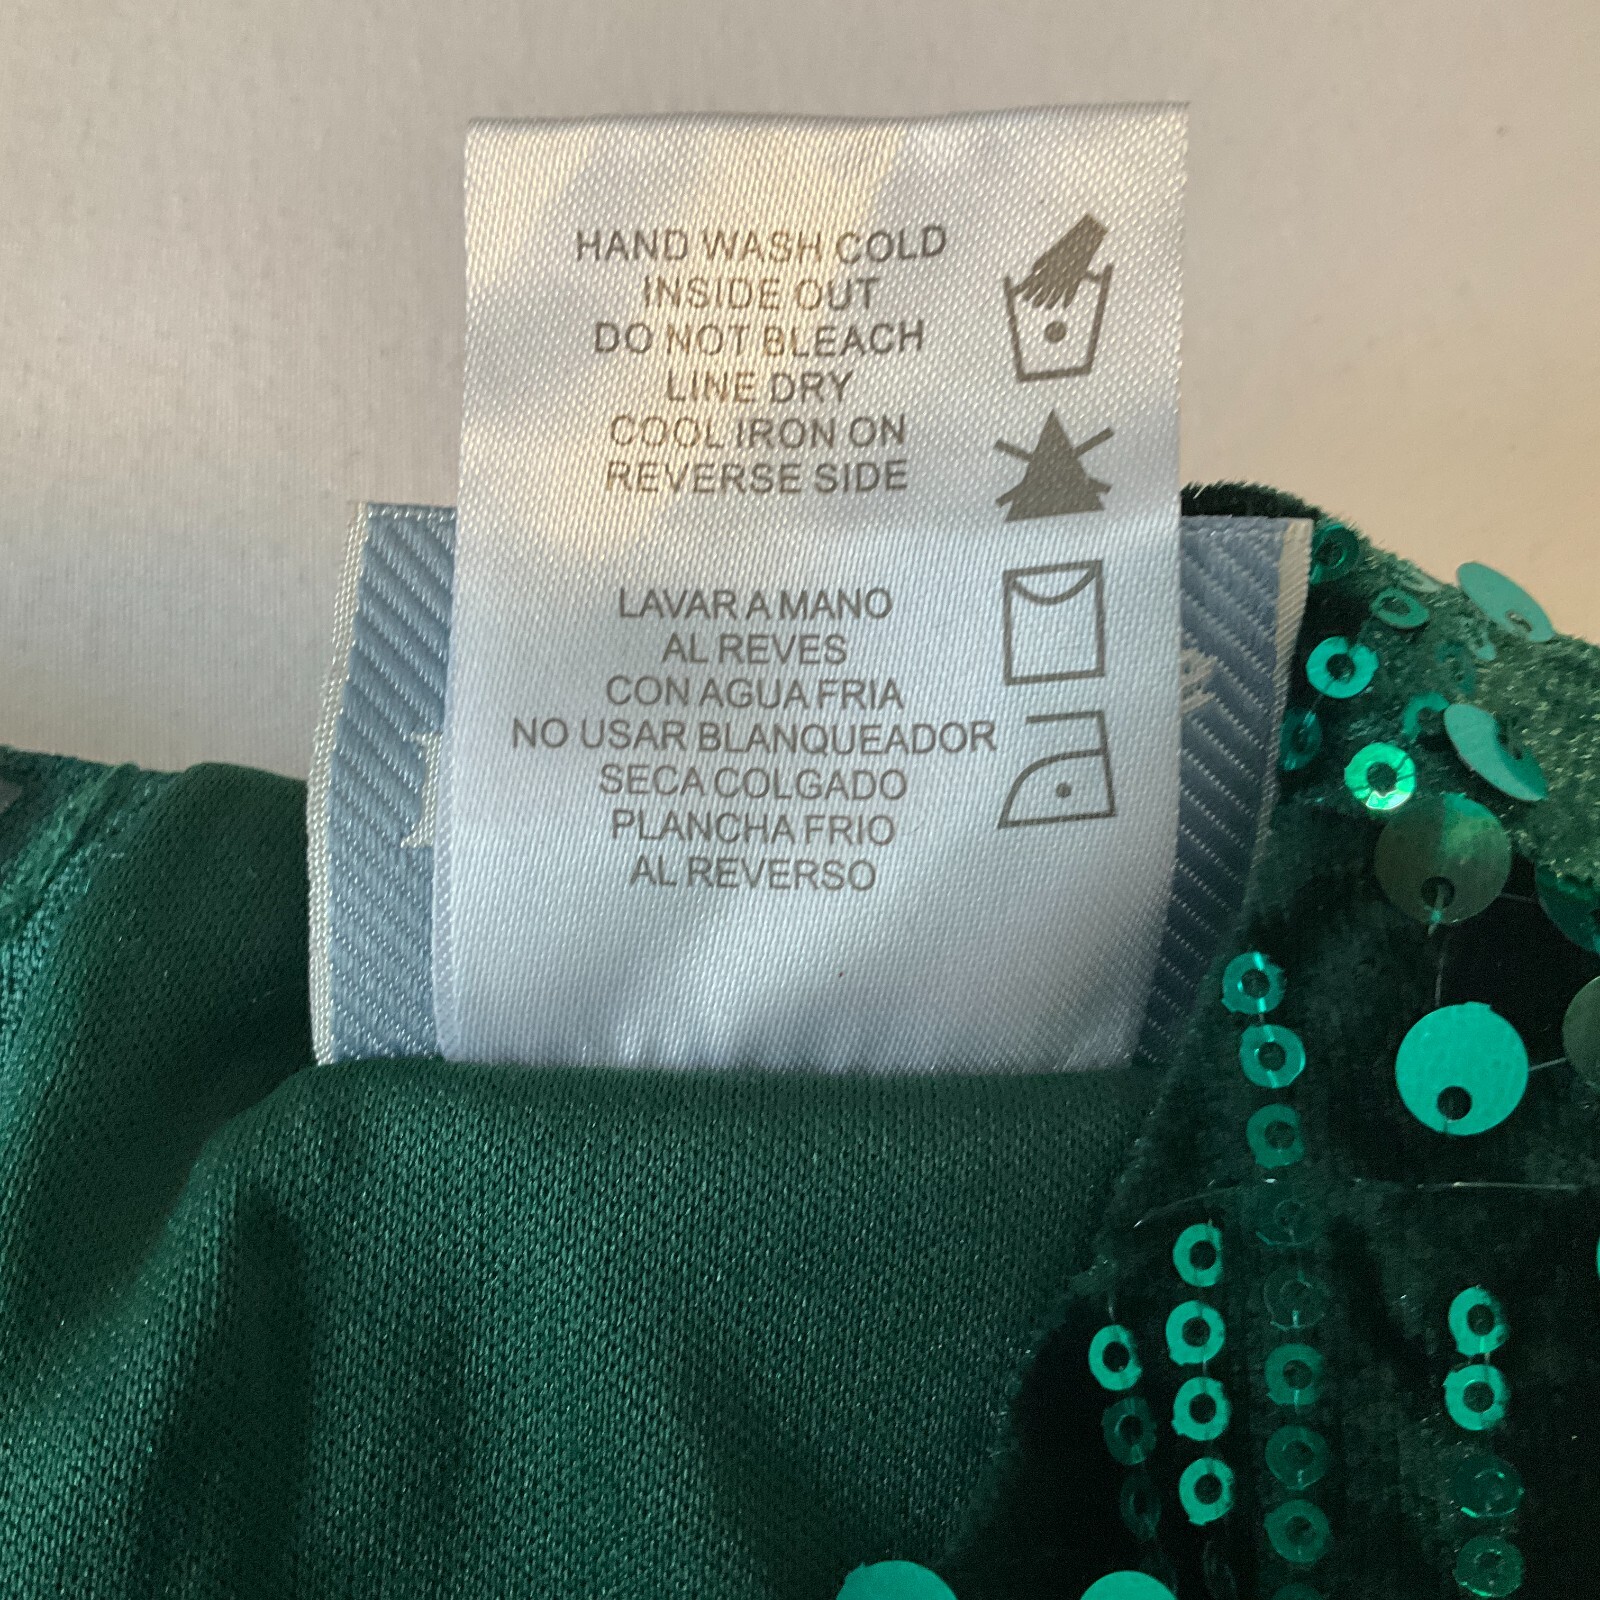 HAND WASH COLD
INSIDE OUT
DO NOT BLEACH
LINE DRY
COOL IRON ON
REVERSE SIDE
LAVAR A MANO
AL REVES
CON AGUA FRIA
NO USAR BLANQUEADOR
SECA COLGADO
PLANCHA FRIO
AL REVERSO